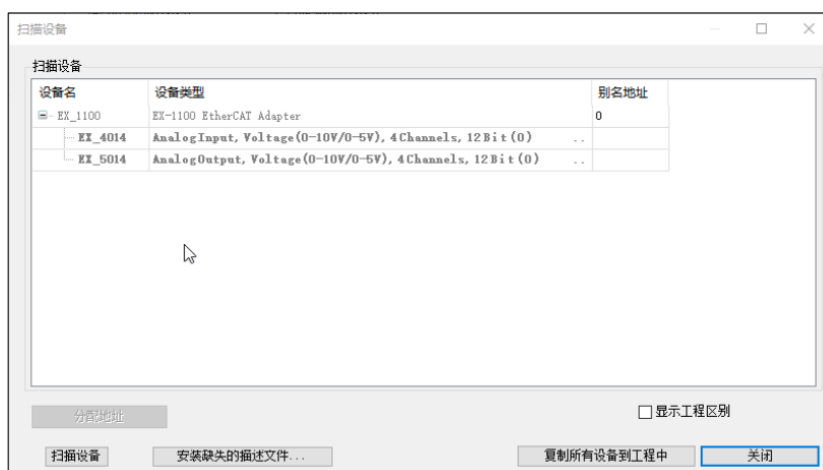 扫描设备
扫描设备
设备名 设备类型 别名地址
EX_1100 EX-1100 EtherCAT Adapter 0
EX_4014 AnalogInput, Voltage(0-10V/0-5V), 4Channels, 12Bit(0) ..
EX_5014 AnalogOutput, Voltage(0-10V/0-5V), 4Channels, 12Bit(0) ..
分配地址 显示工程区别
扫描设备 安装缺失的描述文件... 复制所有设备到工程中 关闭